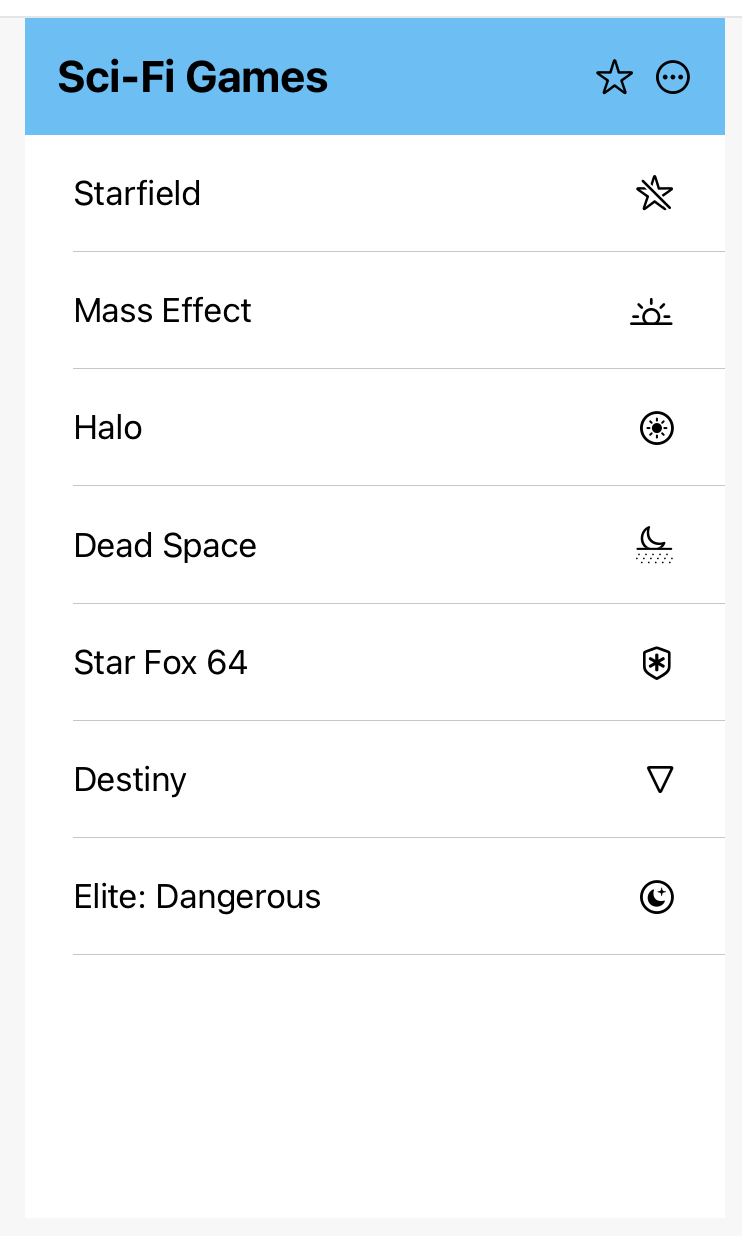 Sci-Fi Games
Starfield
Mass Effect
Halo
Dead Space
Star Fox 64
Destiny
Elite: Dangerous